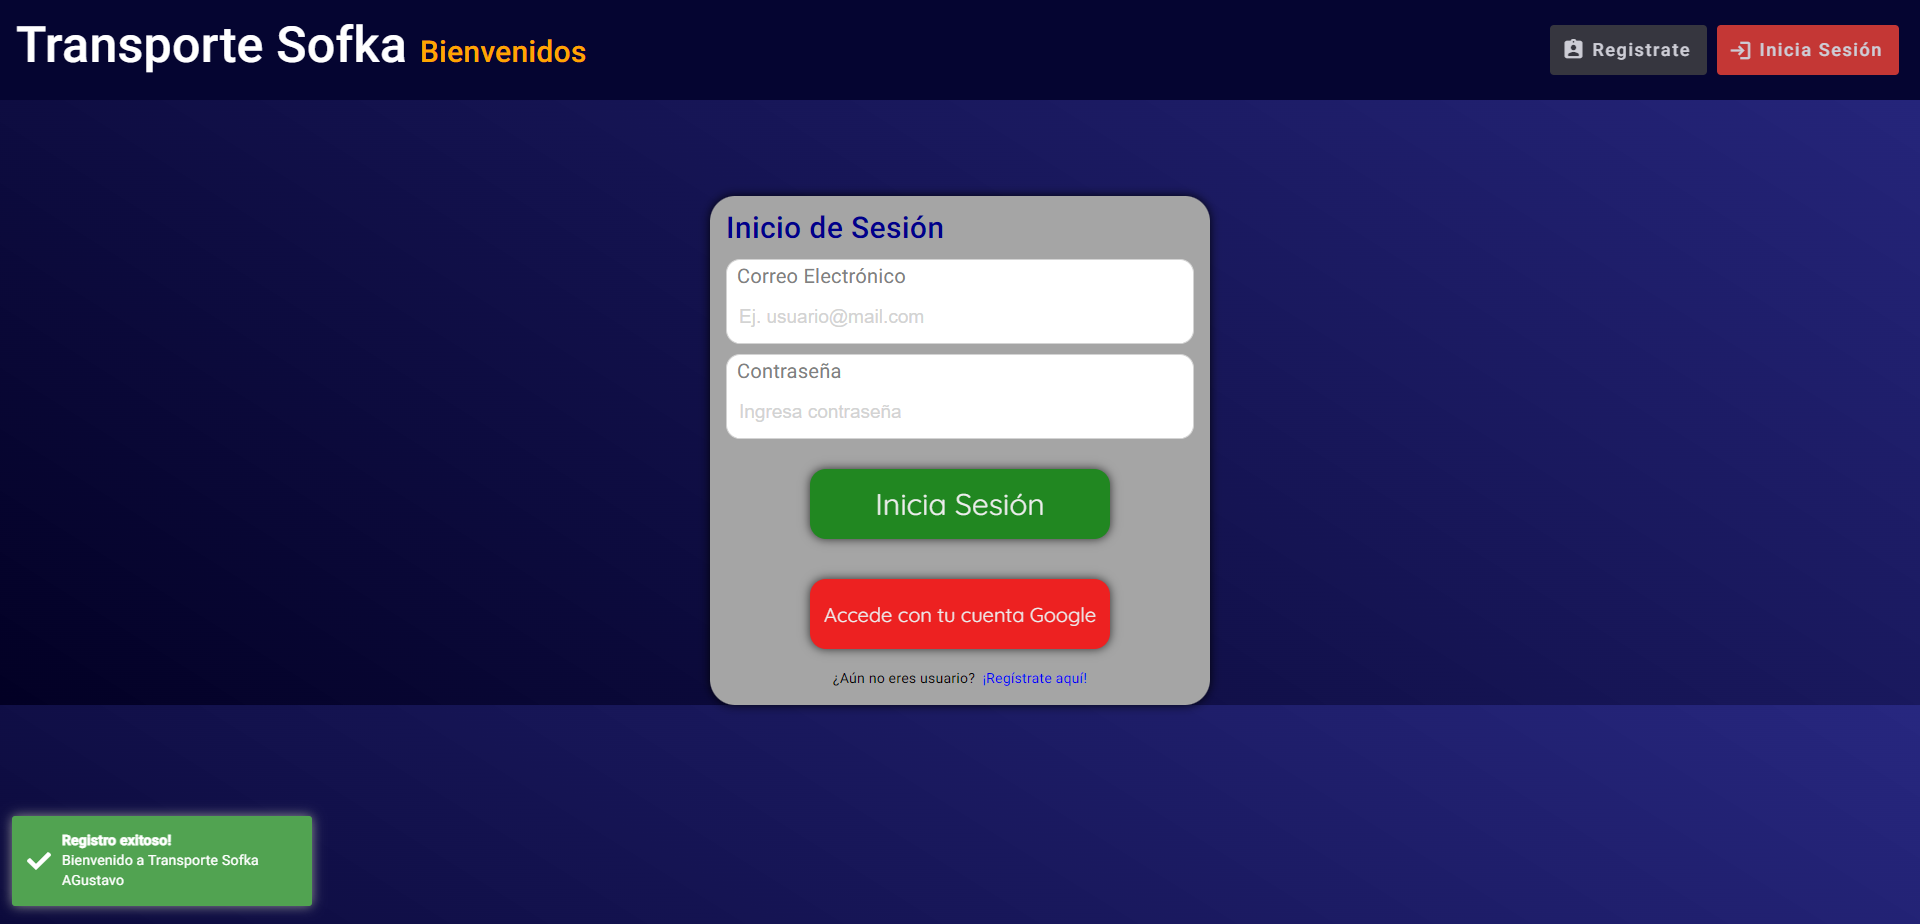 Transporte Sofka Bienvenidos
Registrate
Inicia Sesión
Inicio de Sesión
Correo Electrónico
Ej. usuario@mail.com
Contraseña
Ingresa contraseña
Inicia Sesión
Accede con tu cuenta Google
¿Aún no eres usuario? ¡Regístrate aquí!
Registro exitoso!
Bienvenido a Transporte Sofka
AGustavo